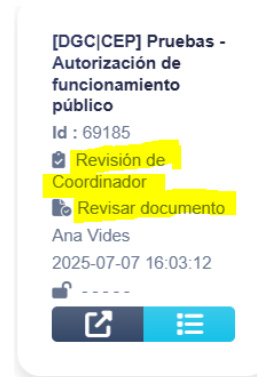 [DGC|CEP] Pruebas -
Autorización de
funcionamiento
público
Id : 69185
Revisión de
Coordinador
Revisar documento
Ana Vides
2025-07-07 16:03:12
- - - - -